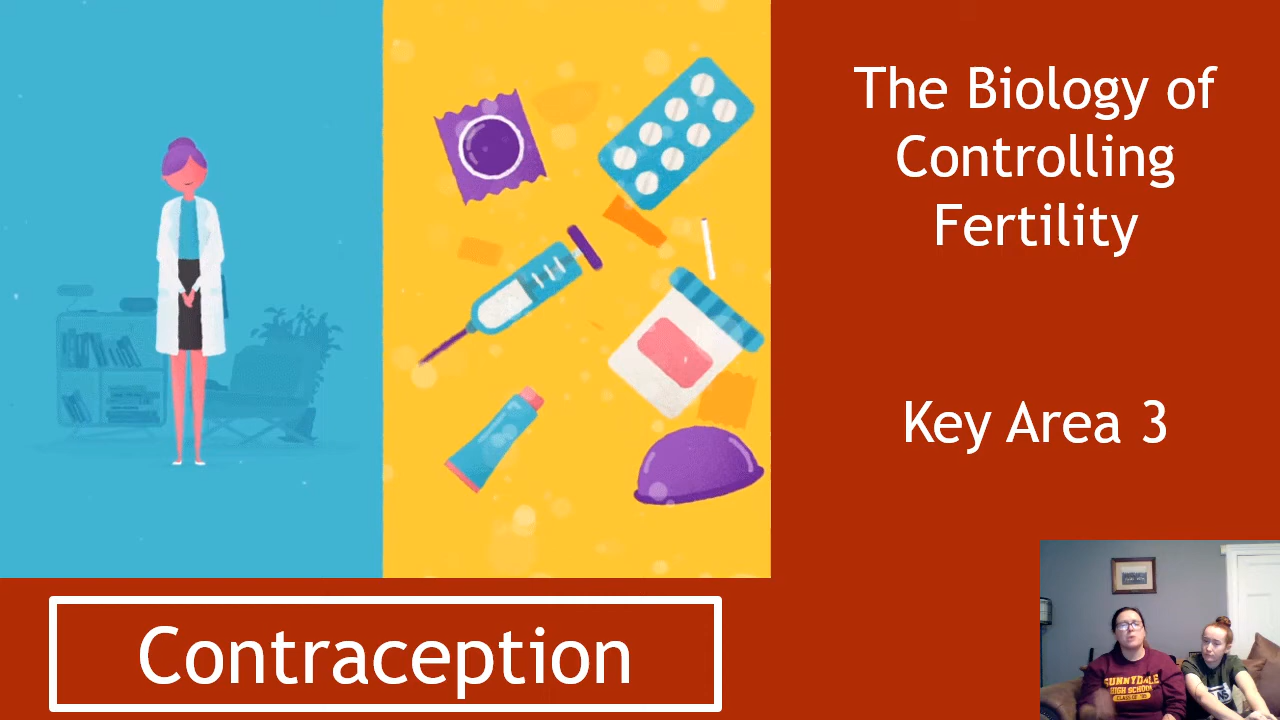 The Biology of
Controlling
Fertility
Key Area 3
Contraception
SUNNYDALE
HIGH SCHOOL